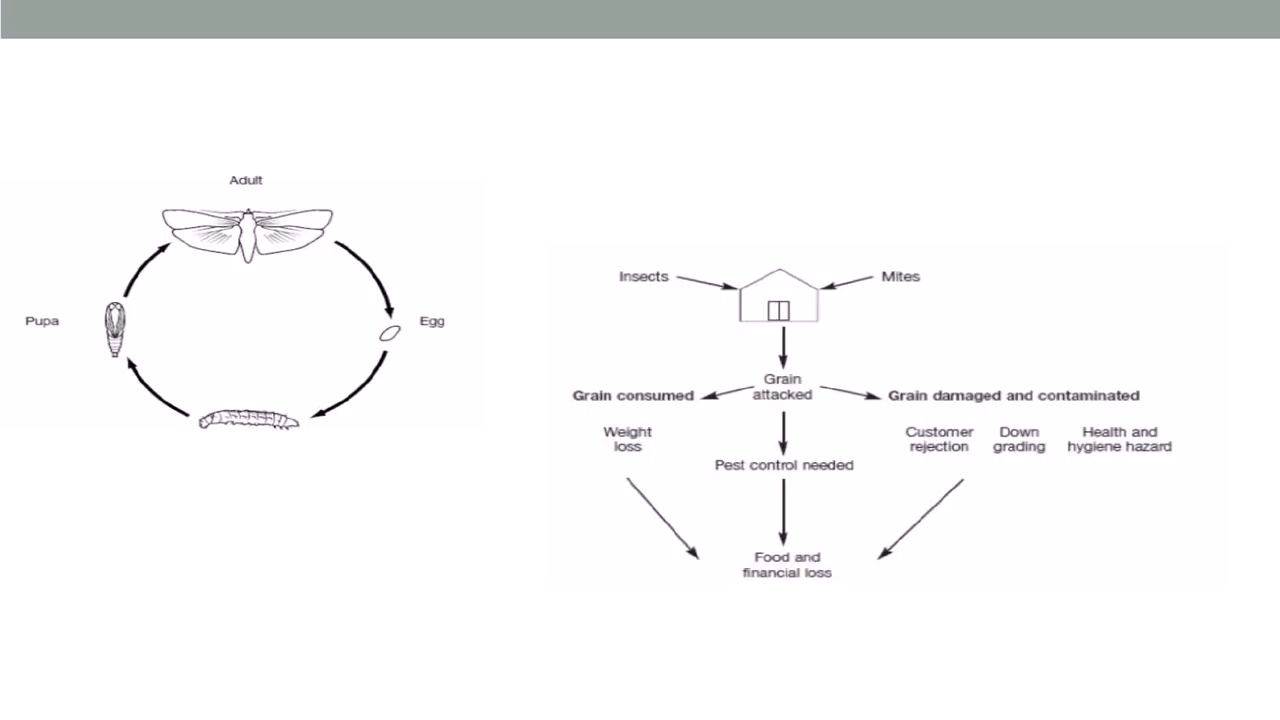 Adult
Pupa
Egg
Insects
Mites
Grain
attacked
Grain consumed
Grain damaged and contaminated
Weight
loss
Customer
rejection
Down
grading
Health and
hygiene hazard
Pest control needed
Food and
financial loss